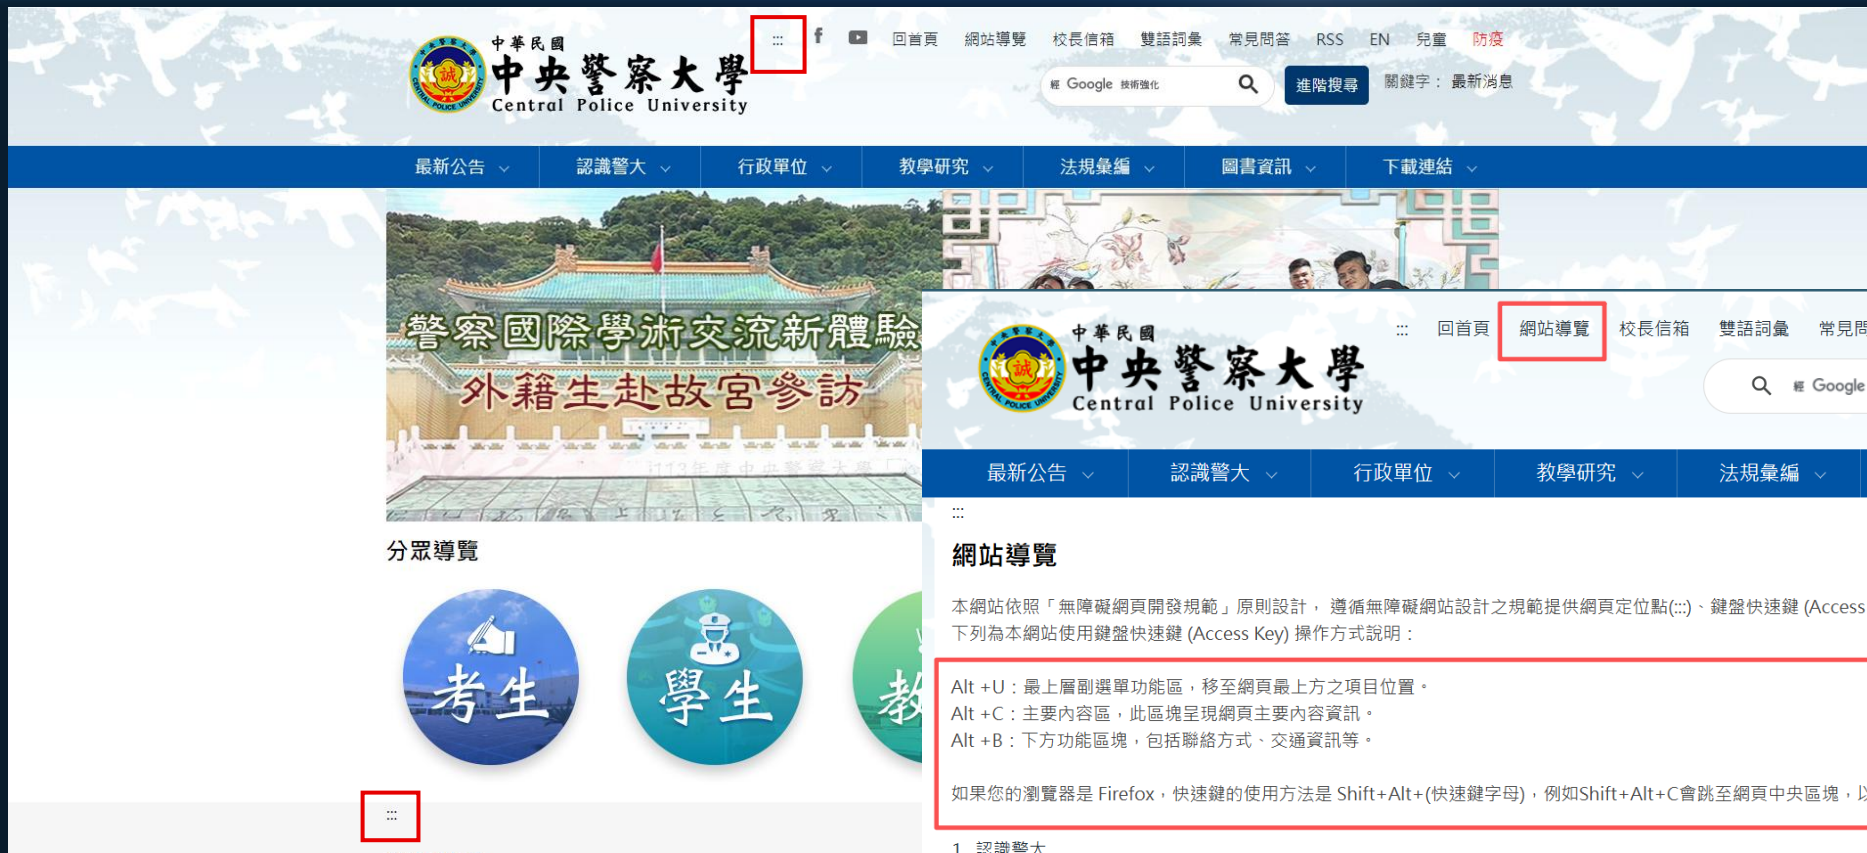 中華民國
中央警察大學
Central Police University
:::
回首頁 網站導覽 校長信箱 雙語詞彙 常見問答 RSS EN 兒童 防疫
經 Google 技術強化
進階搜尋
關鍵字： 最新消息
最新公告 認識警大 行政單位 教學研究 法規彙編 圖書資訊 下載連結
警察國際學術交流新體驗
外籍生赴故宮參訪
分眾導覽
考生
學生
教
:::
中華民國
中央警察大學
Central Police University
::: 回首頁 網站導覽 校長信箱 雙語詞彙 常見問
經 Google
最新公告 認識警大 行政單位 教學研究 法規彙編
:::
網站導覽
本網站依照「無障礙網頁開發規範」原則設計， 遵循無障礙網站設計之規範提供網頁定位點(:::)、鍵盤快速鍵 (Access
下列為本網站使用鍵盤快速鍵 (Access Key) 操作方式說明：
Alt +U：最上層副選單功能區，移至網頁最上方之項目位置。
Alt +C：主要內容區，此區塊呈現網頁主要內容資訊。
Alt +B：下方功能區塊，包括聯絡方式、交通資訊等。
如果您的瀏覽器是 Firefox，快速鍵的使用方法是 Shift+Alt+(快速鍵字母)，例如Shift+Alt+C會跳至網頁中央區塊，以
1. 認識警大